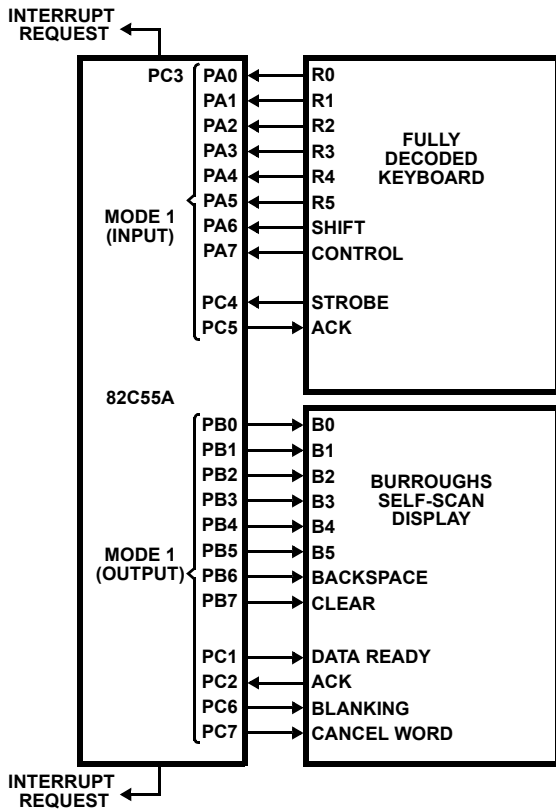 INTERRUPT
REQUEST
PC3 PA0 R0
PA1 R1
PA2 R2
PA3 R3
PA4 R4
PA5 R5
PA6 SHIFT
PA7 CONTROL
MODE 1
(INPUT)
FULLY
DECODED
KEYBOARD
PC4 STROBE
PC5 ACK
82C55A
PB0 B0
PB1 B1
PB2 B2
PB3 B3
PB4 B4
PB5 B5
PB6 BACKSPACE
PB7 CLEAR
MODE 1
(OUTPUT)
BURROUGHS
SELF-SCAN
DISPLAY
PC1 DATA READY
PC2 ACK
PC6 BLANKING
PC7 CANCEL WORD
INTERRUPT
REQUEST